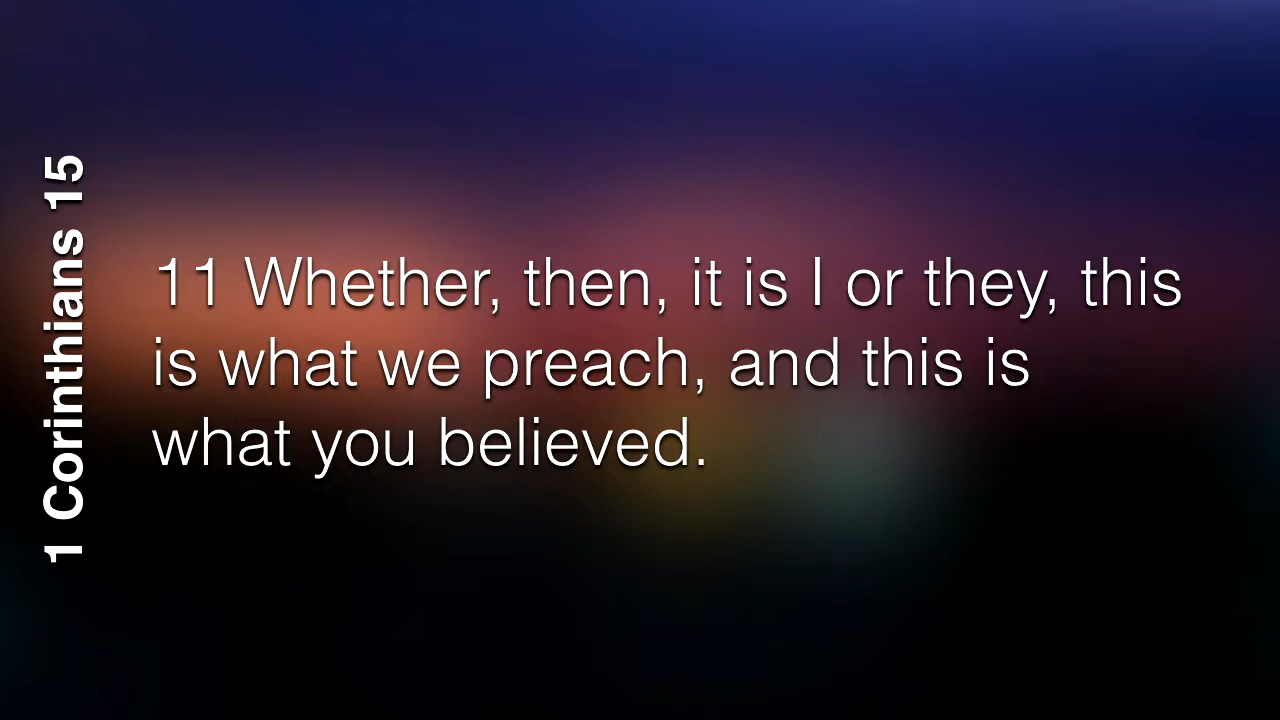 1 Corinthians 15
11 Whether, then, it is I or they, this
is what we preach, and this is
what you believed.